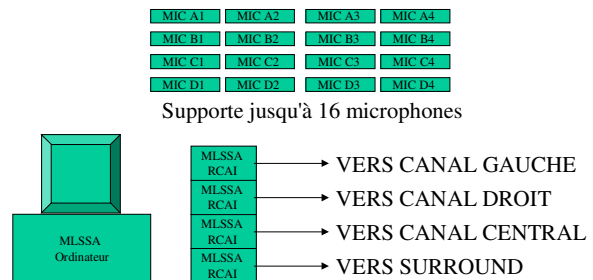 MIC A1 MIC A2 MIC A3 MIC A4
MIC B1 MIC B2 MIC B3 MIC B4
MIC C1 MIC C2 MIC C3 MIC C4
MIC D1 MIC D2 MIC D3 MIC D4
Supporte jusqu'à 16 microphones
MLSSA
RCAI
VERS CANAL GAUCHE
MLSSA
RCAI
VERS CANAL DROIT
MLSSA
RCAI
VERS CANAL CENTRAL
MLSSA
RCAI
VERS SURROUND
MLSSA
Ordinateur